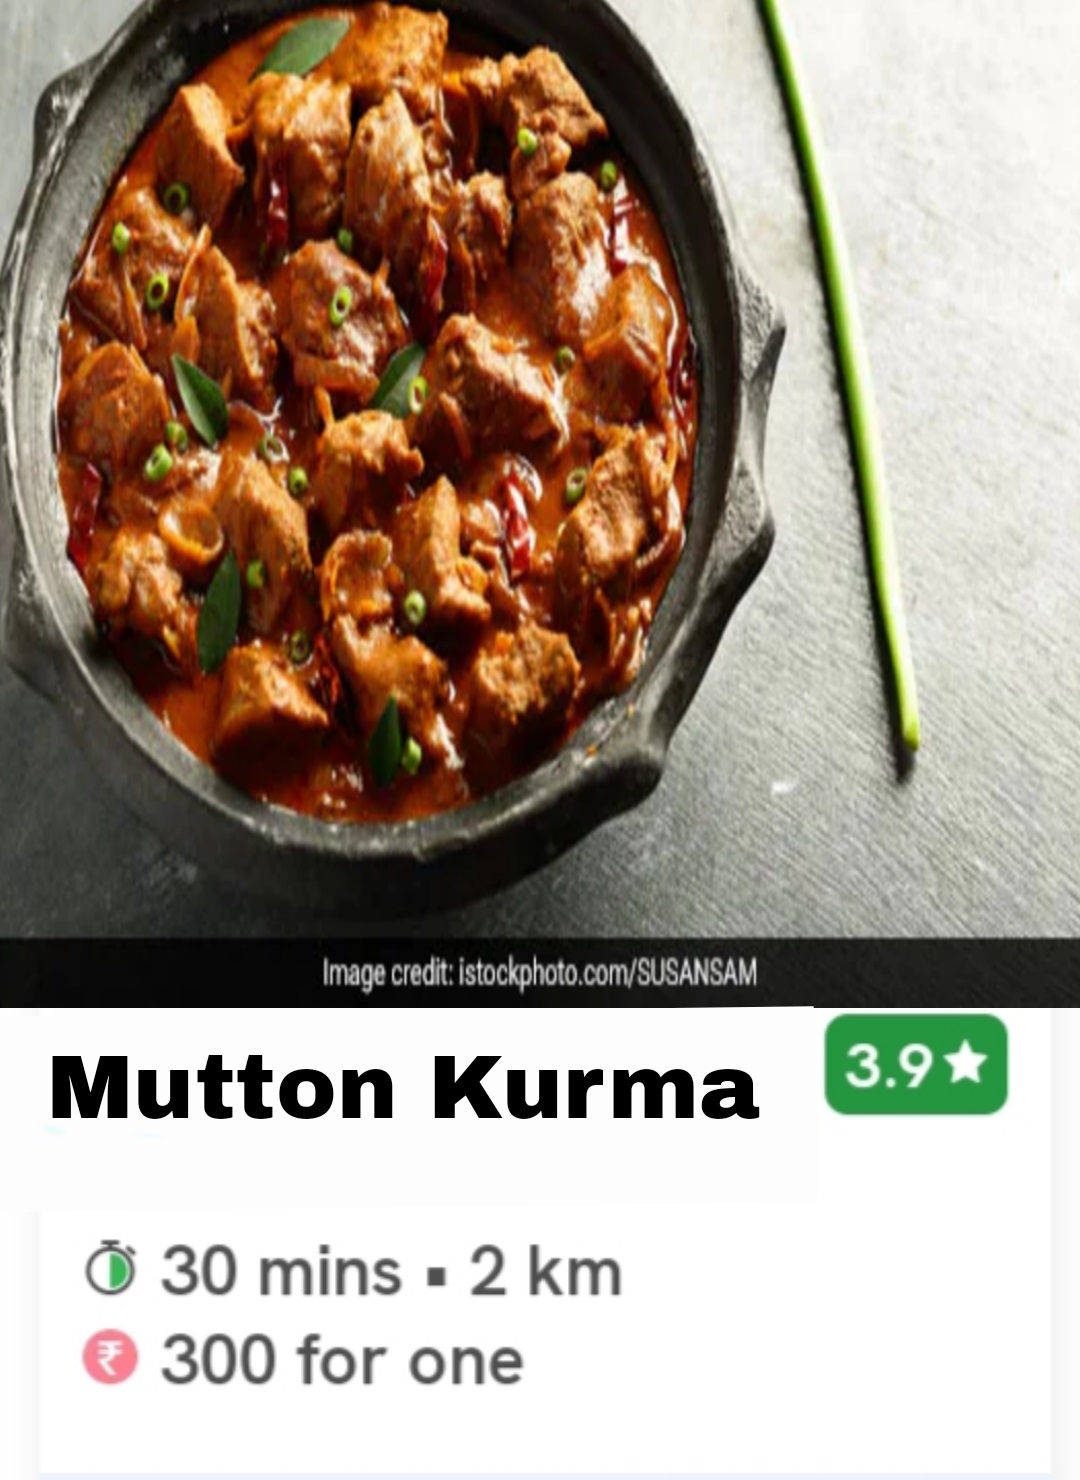 Image credit: istockphoto.com/SUSANSAM
Mutton Kurma
3.9★
30 mins ▪ 2 km
₹ 300 for one